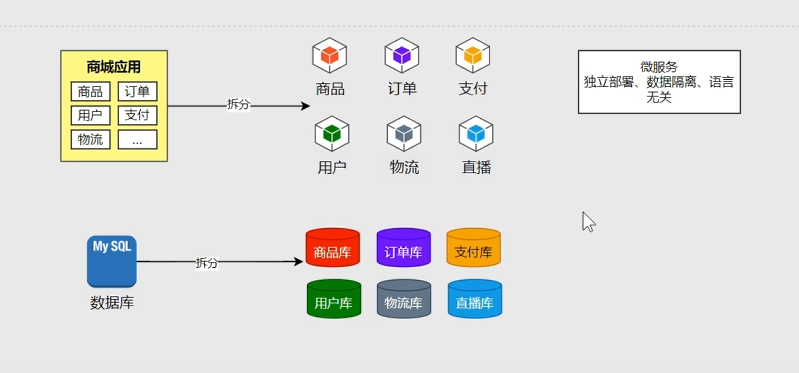 商城应用
商品 订单
用户 支付
物流 ...
拆分
商品 订单 支付
用户 物流 直播
微服务
独立部署、数据隔离、语言
无关
My SQL
数据库
拆分
商品库 订单库 支付库
用户库 物流库 直播库